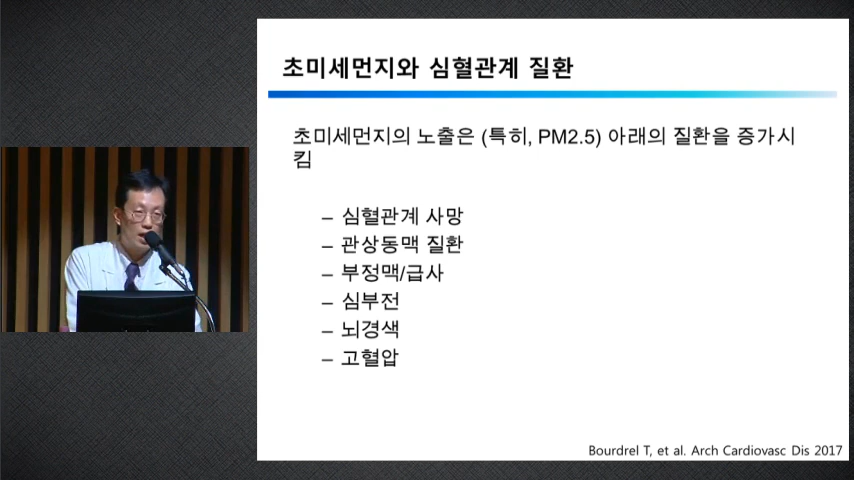 초미세먼지와 심혈관계 질환
초미세먼지의 노출은 (특히, PM2.5) 아래의 질환을 증가시
킴
– 심혈관계 사망
– 관상동맥 질환
– 부정맥/급사
– 심부전
– 뇌경색
– 고혈압
Bourdrel T, et al. Arch Cardiovasc Dis 2017